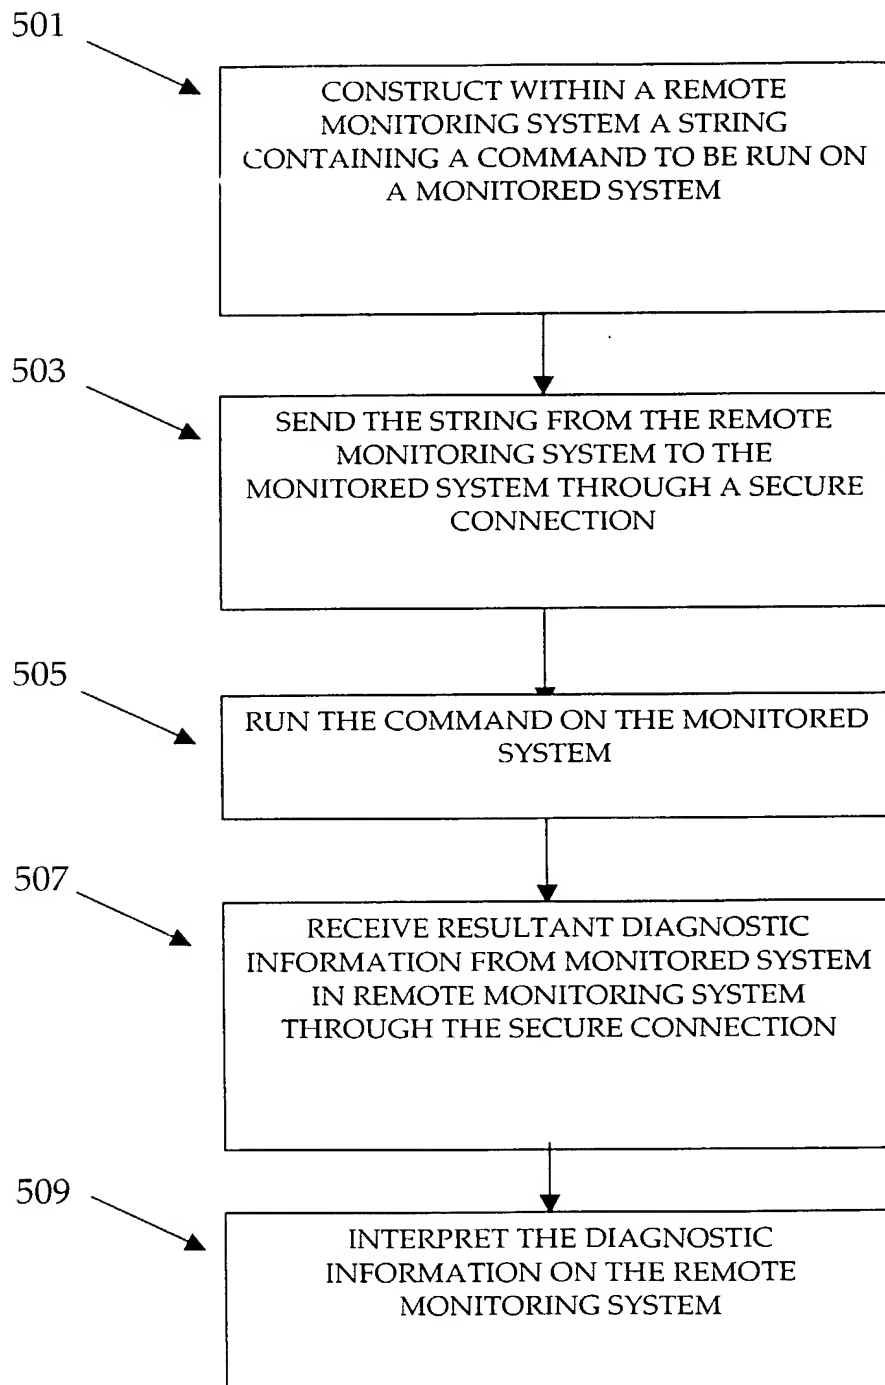 501
CONSTRUCT WITHIN A REMOTE
MONITORING SYSTEM A STRING
CONTAINING A COMMAND TO BE RUN ON
A MONITORED SYSTEM
503
SEND THE STRING FROM THE REMOTE
MONITORING SYSTEM TO THE
MONITORED SYSTEM THROUGH A SECURE
CONNECTION
505
RUN THE COMMAND ON THE MONITORED
SYSTEM
507
RECEIVE RESULTANT DIAGNOSTIC
INFORMATION FROM MONITORED SYSTEM
IN REMOTE MONITORING SYSTEM
THROUGH THE SECURE CONNECTION
509
INTERPRET THE DIAGNOSTIC
INFORMATION ON THE REMOTE
MONITORING SYSTEM